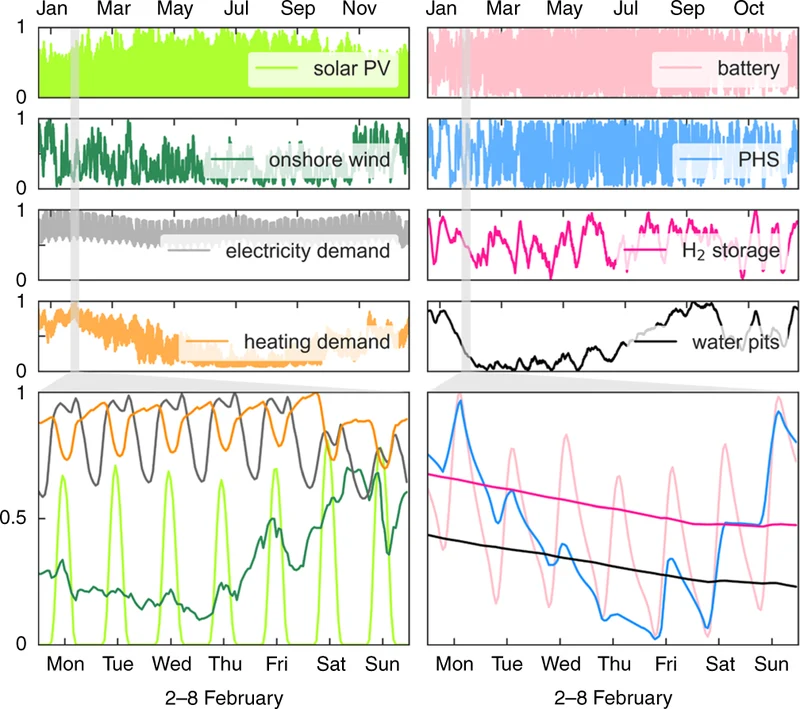 Jan Mar May Jul Sep Nov
1
solar PV
0
1
onshore wind
0
1
electricity demand
0
1
heating demand
0
1
0.5
0
Mon Tue Wed Thu Fri Sat Sun
2–8 February
Jan Mar May Jul Sep Oct
battery
PHS
H₂ storage
water pits
Mon Tue Wed Thu Fri Sat Sun
2–8 February